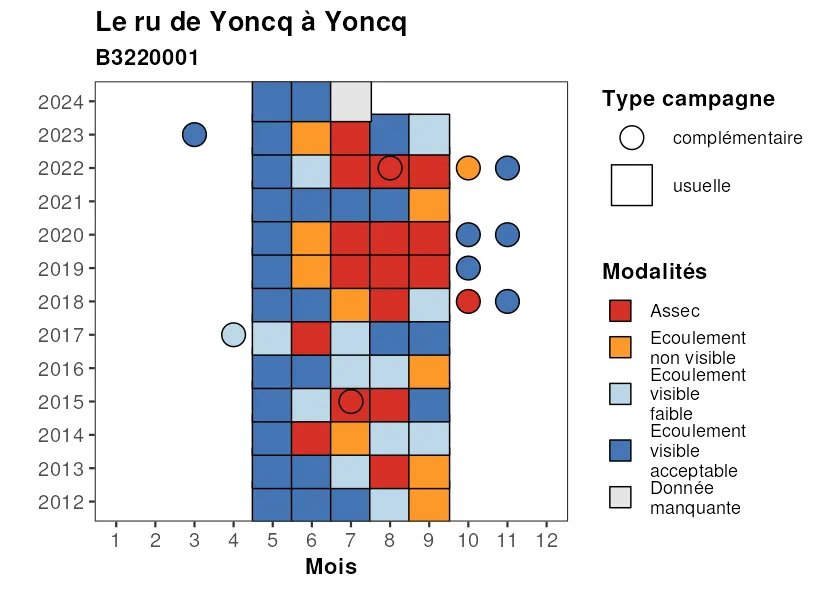 Le ru de Yoncq à Yoncq
B3220001
2024
2023
2022
2021
2020
2019
2018
2017
2016
2015
2014
2013
2012
1 2 3 4 5 6 7 8 9 10 11 12
Mois
Type campagne
complémentaire
usuelle
Modalités
Assec
Ecoulement
non visible
Ecoulement
visible
faible
Ecoulement
visible
acceptable
Donnée
manquante